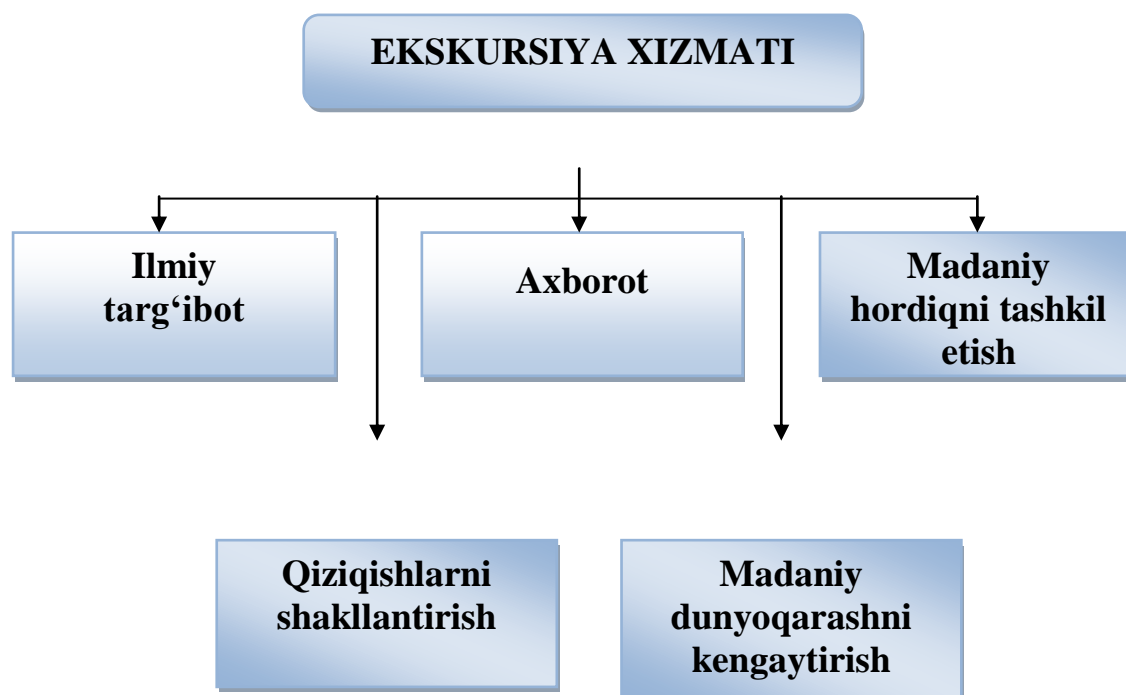 EKSKURSIYA XIZMATI
Ilmiy
targ‘ibot
Axborot
Madaniy
hordiqni tashkil
etish
Qiziqishlarni
shakllantirish
Madaniy
dunyoqarashni
kengaytirish